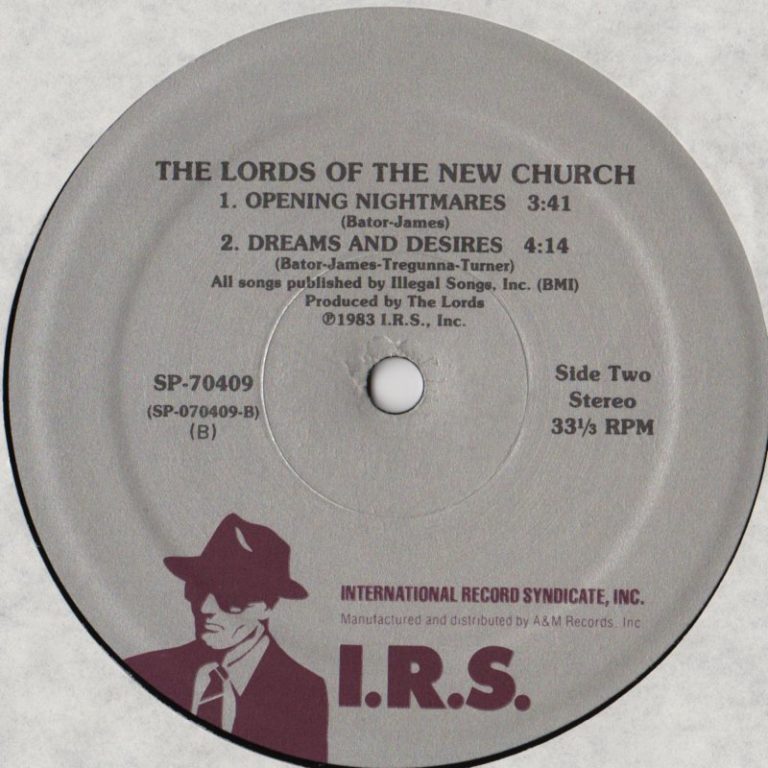 THE LORDS OF THE NEW CHURCH
1. OPENING NIGHTMARES 3:41
(Bator-James)
2. DREAMS AND DESIRES 4:14
(Bator-James-Tregunna-Turner)
All songs published by Illegal Songs, Inc. (BMI)
Produced by The Lords
℗1983 I.R.S., Inc.
SP-70409
(SP-070409-B)
(B)
Side Two
Stereo
33⅓ RPM
INTERNATIONAL RECORD SYNDICATE, INC.
Manufactured and distributed by A&M Records, Inc
I.R.S.